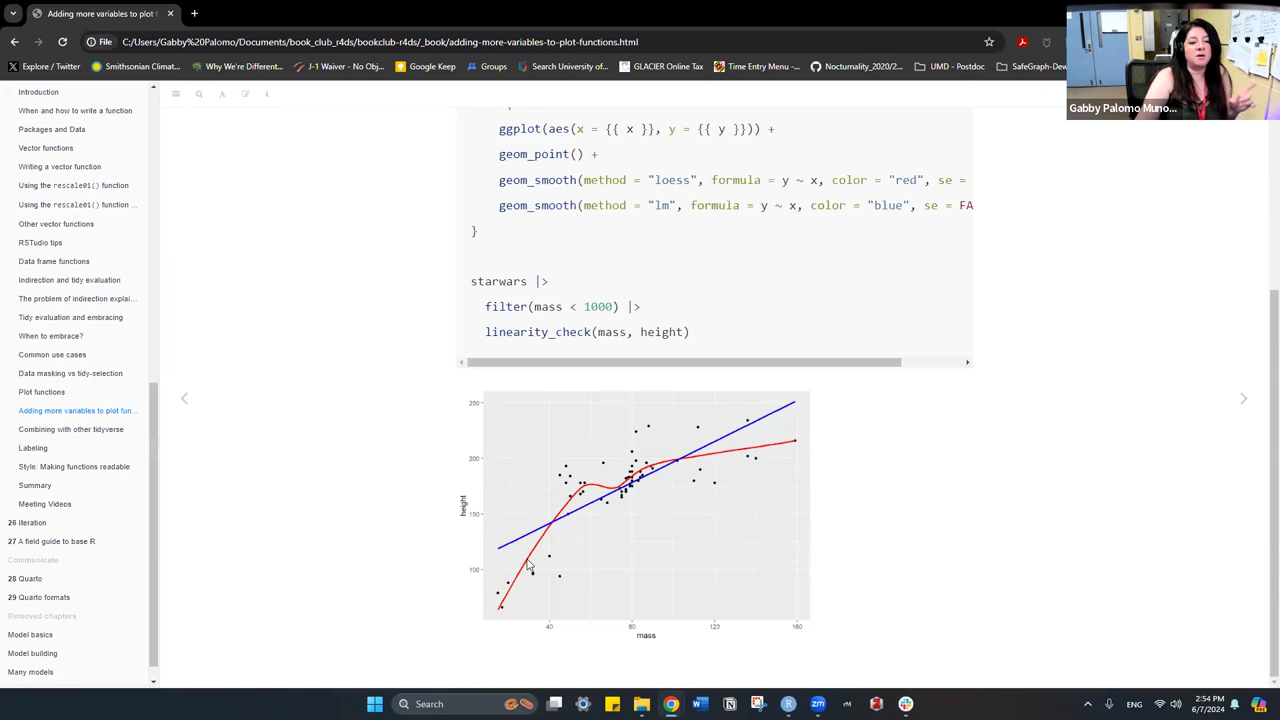 Adding more variables to plot f
File
C:/Users/Gabby%20Palomo/Documents/book_club_r4ds/bookclub-r4ds/_book/adding-more-variables-to-plot-functions.html
Explore / Twitter
Smithsonian Climat...
Why We're Different...
J-1 Waiver - No Obj...
Google Keep
Core Strength for C...
In Search of Unity...
GLACIER Online Tax
Time Tracking Menu...
Nocturnality_2020/2...
UMD - Postdoc
SafeGraph-Dewey...
Gabby Palomo Muno...
Introduction
When and how to write a function
Packages and Data
Vector functions
Writing a vector function
Using the rescale01() function
Using the rescale01() function ...
Other vector functions
RSTudio tips
Data frame functions
Indirection and tidy evaluation
The problem of indirection explai...
Tidy evaluation and embracing
When to embrace?
Common use cases
Data masking vs tidy-selection
Plot functions
Adding more variables to plot fun...
Combining with other tidyverse
Labeling
Style: Making functions readable
Summary
Meeting Videos
26 Iteration
27 A field guide to base R
Communicate
28 Quarto
29 Quarto formats
Removed chapters
Model basics
Model building
Many models
ggplot(aes(x = {{ x }}, y = {{ y }})) +
geom_point() +
geom_smooth(method = "loess", formula = y ~ x, color = "red", se =
geom_smooth(method = "lm", formula = y ~ x, color = "blue", se = FA
}
starwars |>
filter(mass < 1000) |>
linearity_check(mass, height)
250
200
150
100
height
40
80
120
160
mass
Search
ENG
2:54 PM
6/7/2024